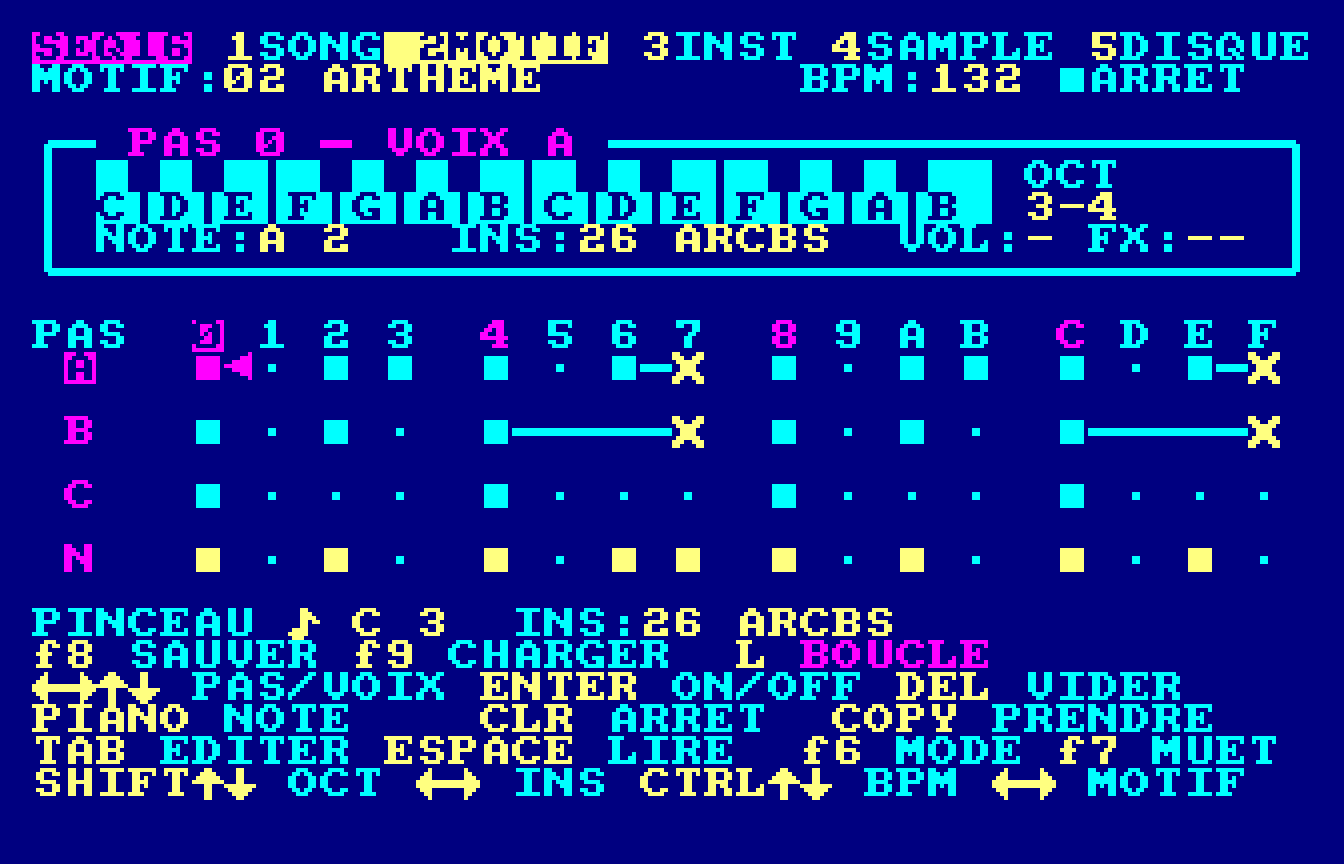 SEQ16 1SONG 2MOTIF 3INST 4SAMPLE 5DISQUE
MOTIF:02 ARTHEME BPM:132 ■ARRET
PAS 0 - VOIX A
OCT
C D E F G A B C D E F G A B 3-4
NOTE:A 2 INS:26 ARCBS VOL:- FX:--
PAS 0 1 2 3 4 5 6 7 8 9 A B C D E F
A
B
C
N
PINCEAU ♪ C 3 INS:26 ARCBS
f8 SAUVER f9 CHARGER L BOUCLE
←→↑↓ PAS/VOIX ENTER ON/OFF DEL VIDER
PIANO NOTE CLR ARRET COPY PRENDRE
TAB EDITER ESPACE LIRE f6 MODE f7 MUET
SHIFT↑↓ OCT ←→ INS CTRL↑↓ BPM ←→ MOTIF